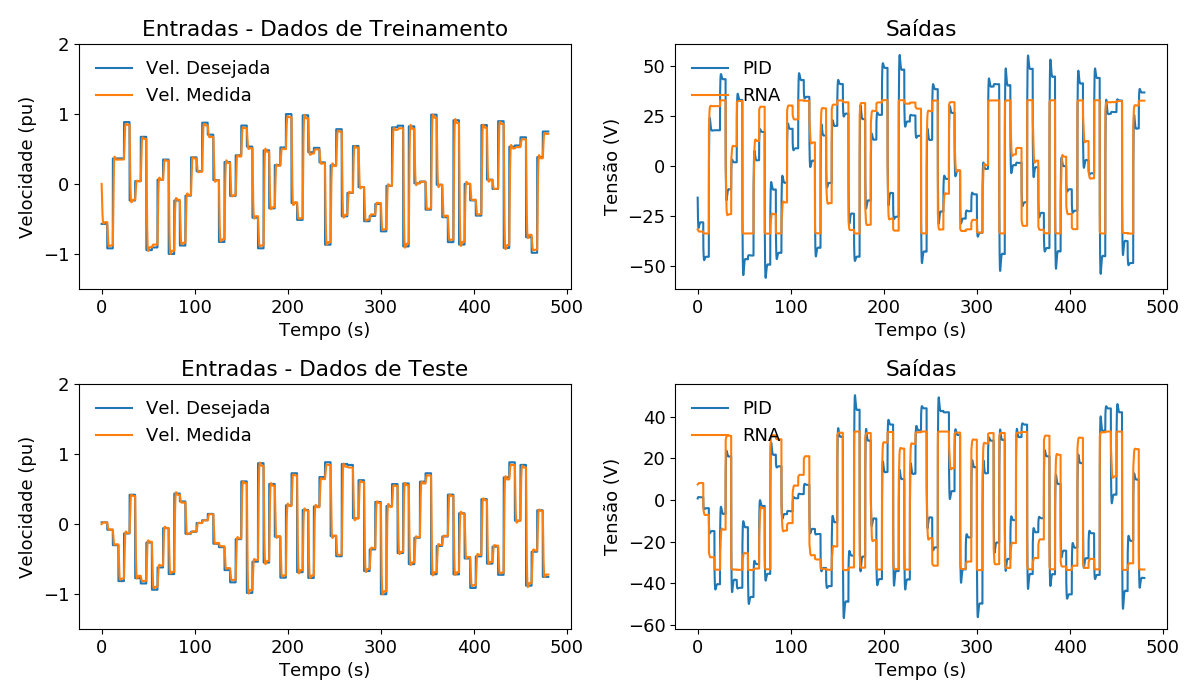 Entradas - Dados de Treinamento
Vel. Desejada
Vel. Medida
Velocidade (pu)
2
1
0
−1
0 100 200 300 400 500
Tempo (s)
Saídas
PID
RNA
Tensão (V)
50
25
0
−25
−50
0 100 200 300 400 500
Tempo (s)
Entradas - Dados de Teste
Vel. Desejada
Vel. Medida
Velocidade (pu)
2
1
0
−1
0 100 200 300 400 500
Tempo (s)
Saídas
PID
RNA
Tensão (V)
40
20
0
−20
−40
−60
0 100 200 300 400 500
Tempo (s)